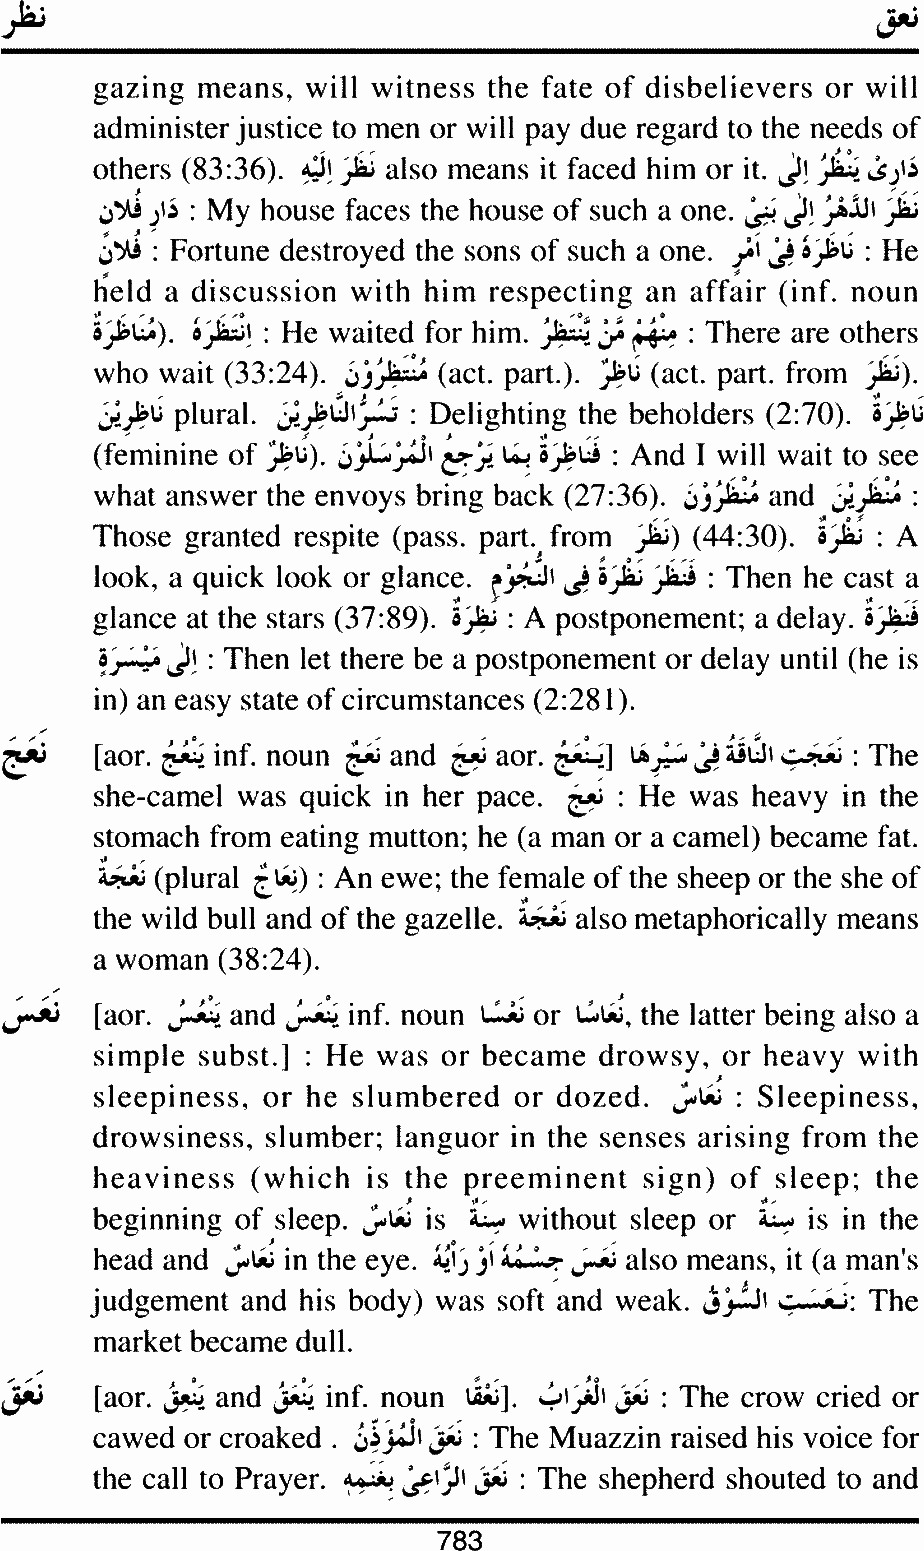 نظر نعق
gazing means, will witness the fate of disbelievers or will
administer justice to men or will pay due regard to the needs of
others (83:36). نَظَرَ اِلَيْهِ also means it faced him or it. دَارِىْ يَنْظُرُ اِلٰى
دَارِ فُلَانٍ : My house faces the house of such a one. نَظَرَ الدَّهْرُ اِلٰى بَنِىْ
فُلَانٍ : Fortune destroyed the sons of such a one. نَاظَرَهٗ فِىْ اَمْرٍ : He
held a discussion with him respecting an affair (inf. noun
مُنَاظَرَةٌ). اِنْتَظَرَهٗ : He waited for him. مِنْهُمْ مَّنْ يَّنْتَظِرُ : There are others
who wait (33:24). مُنْتَظِرُوْنَ (act. part.). نَاظِرٌ (act. part. from نَظَرَ).
نَاظِرِيْنَ plural. تَسُرُّالنَّاظِرِيْنَ : Delighting the beholders (2:70). نَاظِرَةٌ
(feminine of نَاظِرٌ). فَنَاظِرَةٌ بِمَا يَرْجِعُ الْمُرْسَلُوْنَ : And I will wait to see
what answer the envoys bring back (27:36). مُنْظَرُوْنَ and مُنْظَرِيْنَ :
Those granted respite (pass. part. from نَظَرَ) (44:30). نَظْرَةٌ : A
look, a quick look or glance. فَنَظَرَ نَظْرَةً فِى النُّجُوْمِ : Then he cast a
glance at the stars (37:89). نَظِرَةٌ : A postponement; a delay. فَنَظِرَةٌ
اِلٰى مَيْسَرَةٍ : Then let there be a postponement or delay until (he is
in) an easy state of circumstances (2:281).
نَعَجَ [aor. يَنْعُجُ inf. noun نَعْجٌ and نَعِجَ aor. يَنْعَجُ] نَعَجَتِ النَّاقَةُ فِىْ سَيْرِهَا : The
she-camel was quick in her pace. نَعِجَ : He was heavy in the
stomach from eating mutton; he (a man or a camel) became fat.
نَعْجَةٌ (plural نِعَاجٌ) : An ewe; the female of the sheep or the she of
the wild bull and of the gazelle. نَعْجَةٌ also metaphorically means
a woman (38:24).
نَعَسَ [aor. يَنْعُسُ and يَنْعَسُ inf. noun نَعْسًا or نُعَاسًا, the latter being also a
simple subst.] : He was or became drowsy, or heavy with
sleepiness, or he slumbered or dozed. نُعَاسٌ : Sleepiness,
drowsiness, slumber; languor in the senses arising from the
heaviness (which is the preeminent sign) of sleep; the
beginning of sleep. نُعَاسٌ is سِنَةٌ without sleep or سِنَةٌ is in the
head and نُعَاسٌ in the eye. نَعَسَ جِسْمُهٗ اَوْ رَأْيُهٗ also means, it (a man's
judgement and his body) was soft and weak. نَعَسَتِ السُّوْقُ: The
market became dull.
نَعَقَ [aor. يَنْعِقُ and يَنْعَقُ inf. noun نَعْقًا]. نَعَقَ الْغُرَابُ : The crow cried or
cawed or croaked . نَعَقَ الْمُؤَذِّنُ : The Muazzin raised his voice for
the call to Prayer. نَعَقَ الرَّاعِىْ بِغَنَمِهٖ : The shepherd shouted to and
783